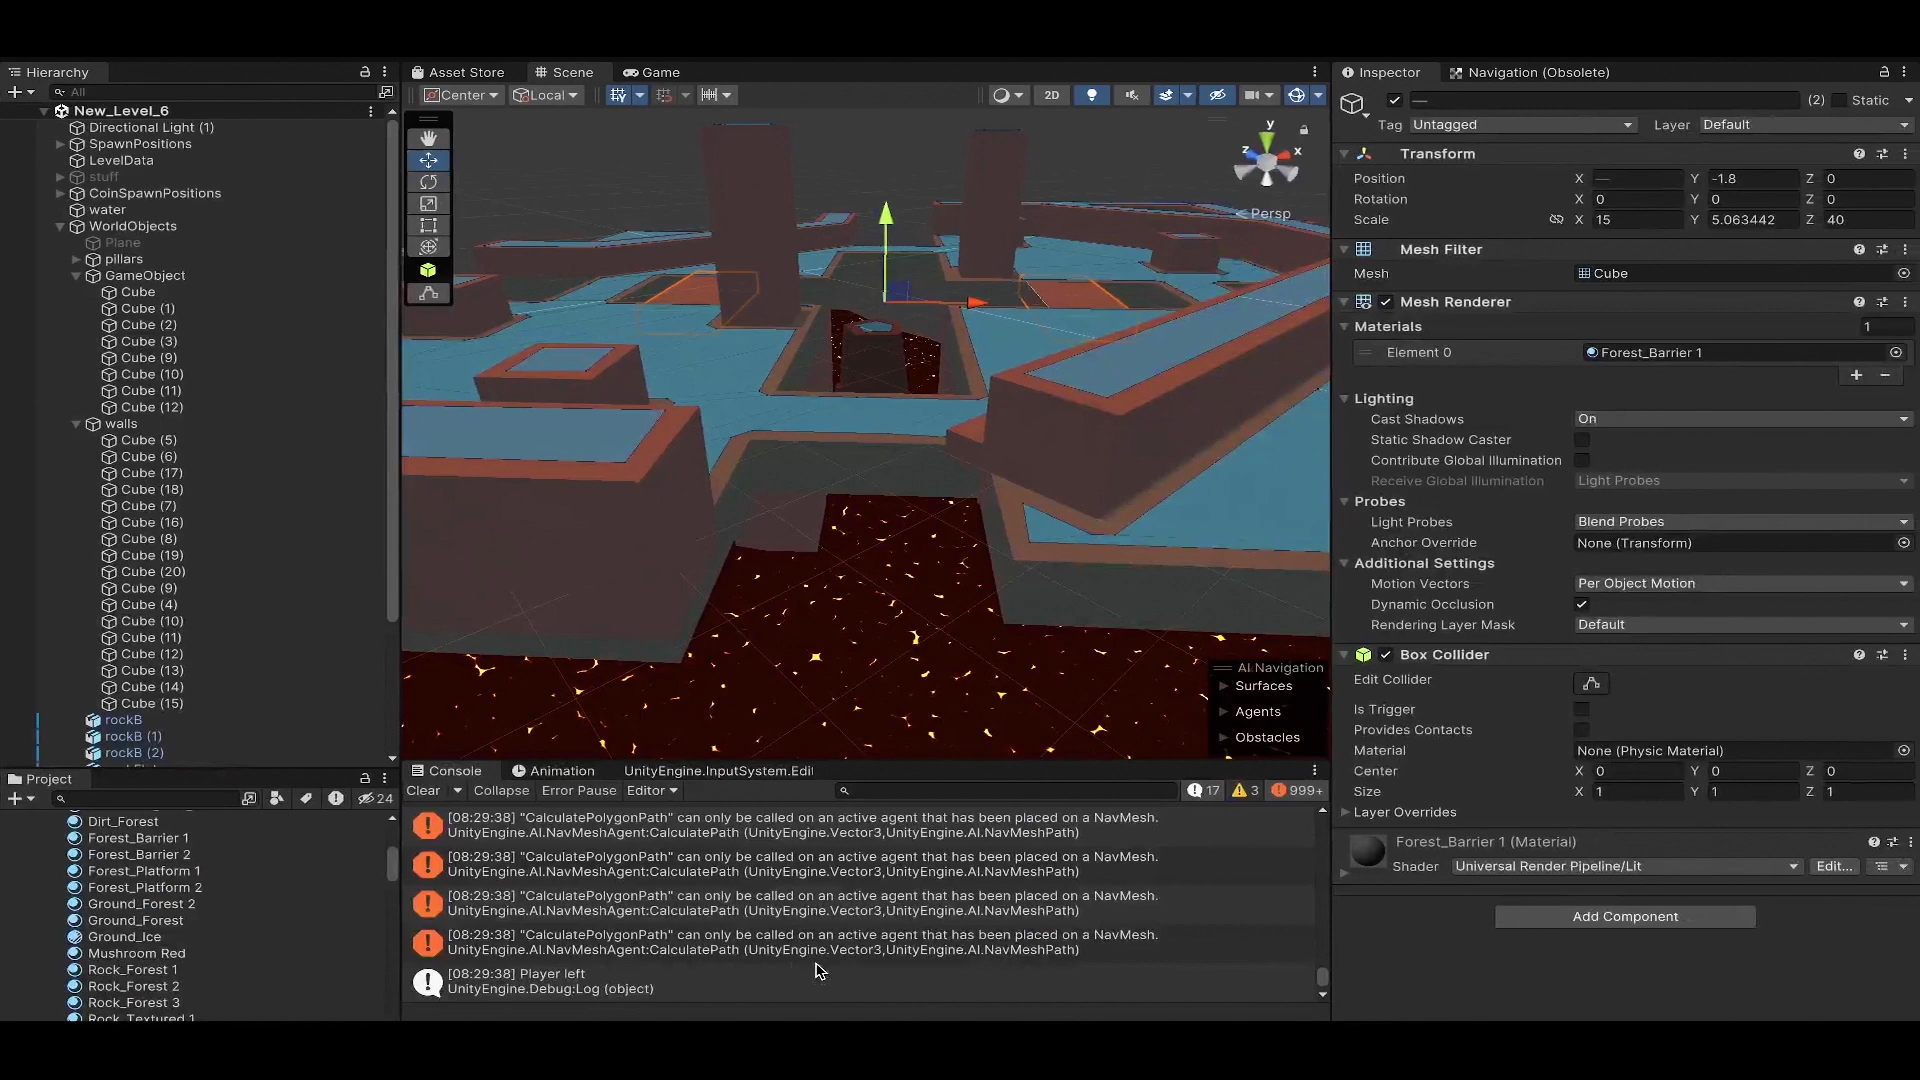 Hierarchy
All
New_Level_6
Directional Light (1)
SpawnPositions
LevelData
stuff
CoinSpawnPositions
water
WorldObjects
Plane
pillars
GameObject
Cube
Cube (1)
Cube (2)
Cube (3)
Cube (9)
Cube (10)
Cube (11)
Cube (12)
walls
Cube (5)
Cube (6)
Cube (17)
Cube (18)
Cube (7)
Cube (16)
Cube (8)
Cube (19)
Cube (20)
Cube (9)
Cube (4)
Cube (10)
Cube (11)
Cube (12)
Cube (13)
Cube (14)
Cube (15)
rockB
rockB (1)
rockB (2)
Project
24
Dirt_Forest
Forest_Barrier 1
Forest_Barrier 2
Forest_Platform 1
Forest_Platform 2
Ground_Forest 2
Ground_Forest
Ground_Ice
Mushroom Red
Rock_Forest 1
Rock_Forest 2
Rock_Forest 3
Rock_Textured 1
Asset Store Scene Game
Center Local 2D
y
z x
Persp
AI Navigation
Surfaces
Agents
Obstacles
Console Animation UnityEngine.InputSystem.Edi
Clear Collapse Error Pause Editor 17 3 999+
[08:29:38] "CalculatePolygonPath" can only be called on an active agent that has been placed on a NavMesh.
UnityEngine.AI.NavMeshAgent:CalculatePath (UnityEngine.Vector3,UnityEngine.AI.NavMeshPath)
[08:29:38] "CalculatePolygonPath" can only be called on an active agent that has been placed on a NavMesh.
UnityEngine.AI.NavMeshAgent:CalculatePath (UnityEngine.Vector3,UnityEngine.AI.NavMeshPath)
[08:29:38] "CalculatePolygonPath" can only be called on an active agent that has been placed on a NavMesh.
UnityEngine.AI.NavMeshAgent:CalculatePath (UnityEngine.Vector3,UnityEngine.AI.NavMeshPath)
[08:29:38] "CalculatePolygonPath" can only be called on an active agent that has been placed on a NavMesh.
UnityEngine.AI.NavMeshAgent:CalculatePath (UnityEngine.Vector3,UnityEngine.AI.NavMeshPath)
[08:29:38] Player left
UnityEngine.Debug:Log (object)
Inspector Navigation (Obsolete)
— (2) Static
Tag Untagged Layer Default
Transform
Position X — Y -1.8 Z 0
Rotation X 0 Y 0 Z 0
Scale X 15 Y 5.063442 Z 40
Mesh Filter
Mesh Cube
Mesh Renderer
Materials 1
Element 0 Forest_Barrier 1
Lighting
Cast Shadows On
Static Shadow Caster
Contribute Global Illumination
Receive Global Illumination Light Probes
Probes
Light Probes Blend Probes
Anchor Override None (Transform)
Additional Settings
Motion Vectors Per Object Motion
Dynamic Occlusion
Rendering Layer Mask Default
Box Collider
Edit Collider
Is Trigger
Provides Contacts
Material None (Physic Material)
Center X 0 Y 0 Z 0
Size X 1 Y 1 Z 1
Layer Overrides
Forest_Barrier 1 (Material)
Shader Universal Render Pipeline/Lit Edit...
Add Component